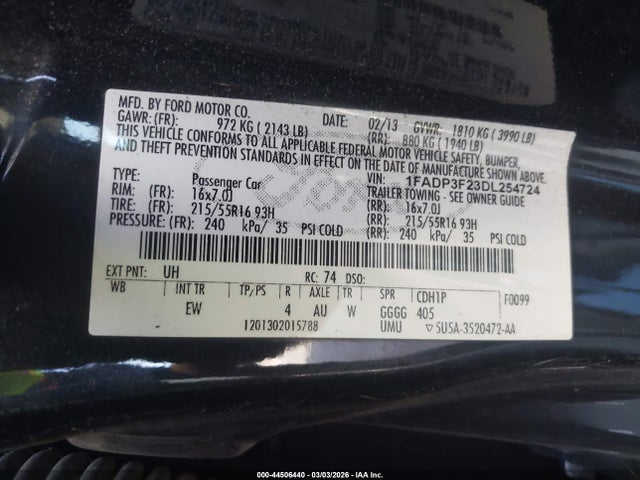 MFD. BY FORD MOTOR CO.
DATE: 02/13 GVWR: 1810 KG ( 3990 LB)
GAWR: (FR): 972 KG ( 2143 LB) (RR): 880 KG ( 1940 LB)
THIS VEHICLE CONFORMS TO ALL APPLICABLE FEDERAL MOTOR VEHICLE SAFETY, BUMPER,
AND THEFT PREVENTION STANDARDS IN EFFECT ON THE DATE OF MANUFACTURE SHOWN ABOVE.
VIN: 1FADP3F23DL254724
TYPE: Passenger Car TRAILER TOWING - SEE OWNER GUIDE
RIM: (FR): 16x7.0J (RR): 16x7.0J
TIRE: (FR): 215/55R16 93H (RR): 215/55R16 93H
PRESSURE: (FR): 240 kPa/ 35 PSI COLD (RR): 240 kPa/ 35 PSI COLD
EXT PNT: UH RC: 74 DSO:
WB INT TR TP/PS R AXLE TR SPR CDH1P F0099
EW 4 AU W GGGG 405
1201302015788 UMU 5U5A-3520472-AA
000-44506440 - 03/03/2026 - IAA Inc.